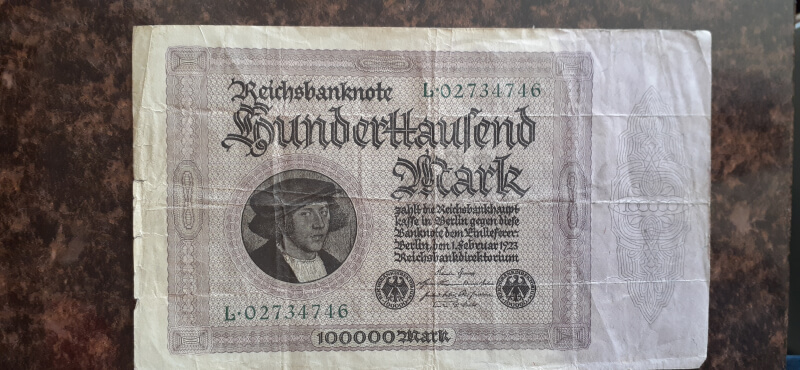 Reichsbanknote L·02734746
Hunderttausend
Mark
zahlt die Reichsbankhaupt-
kasse in Berlin gegen diese
Banknote dem Einlieferer.
Berlin, den 1. Februar 1923
Reichsbankdirektorium
L·02734746
100000 Mark